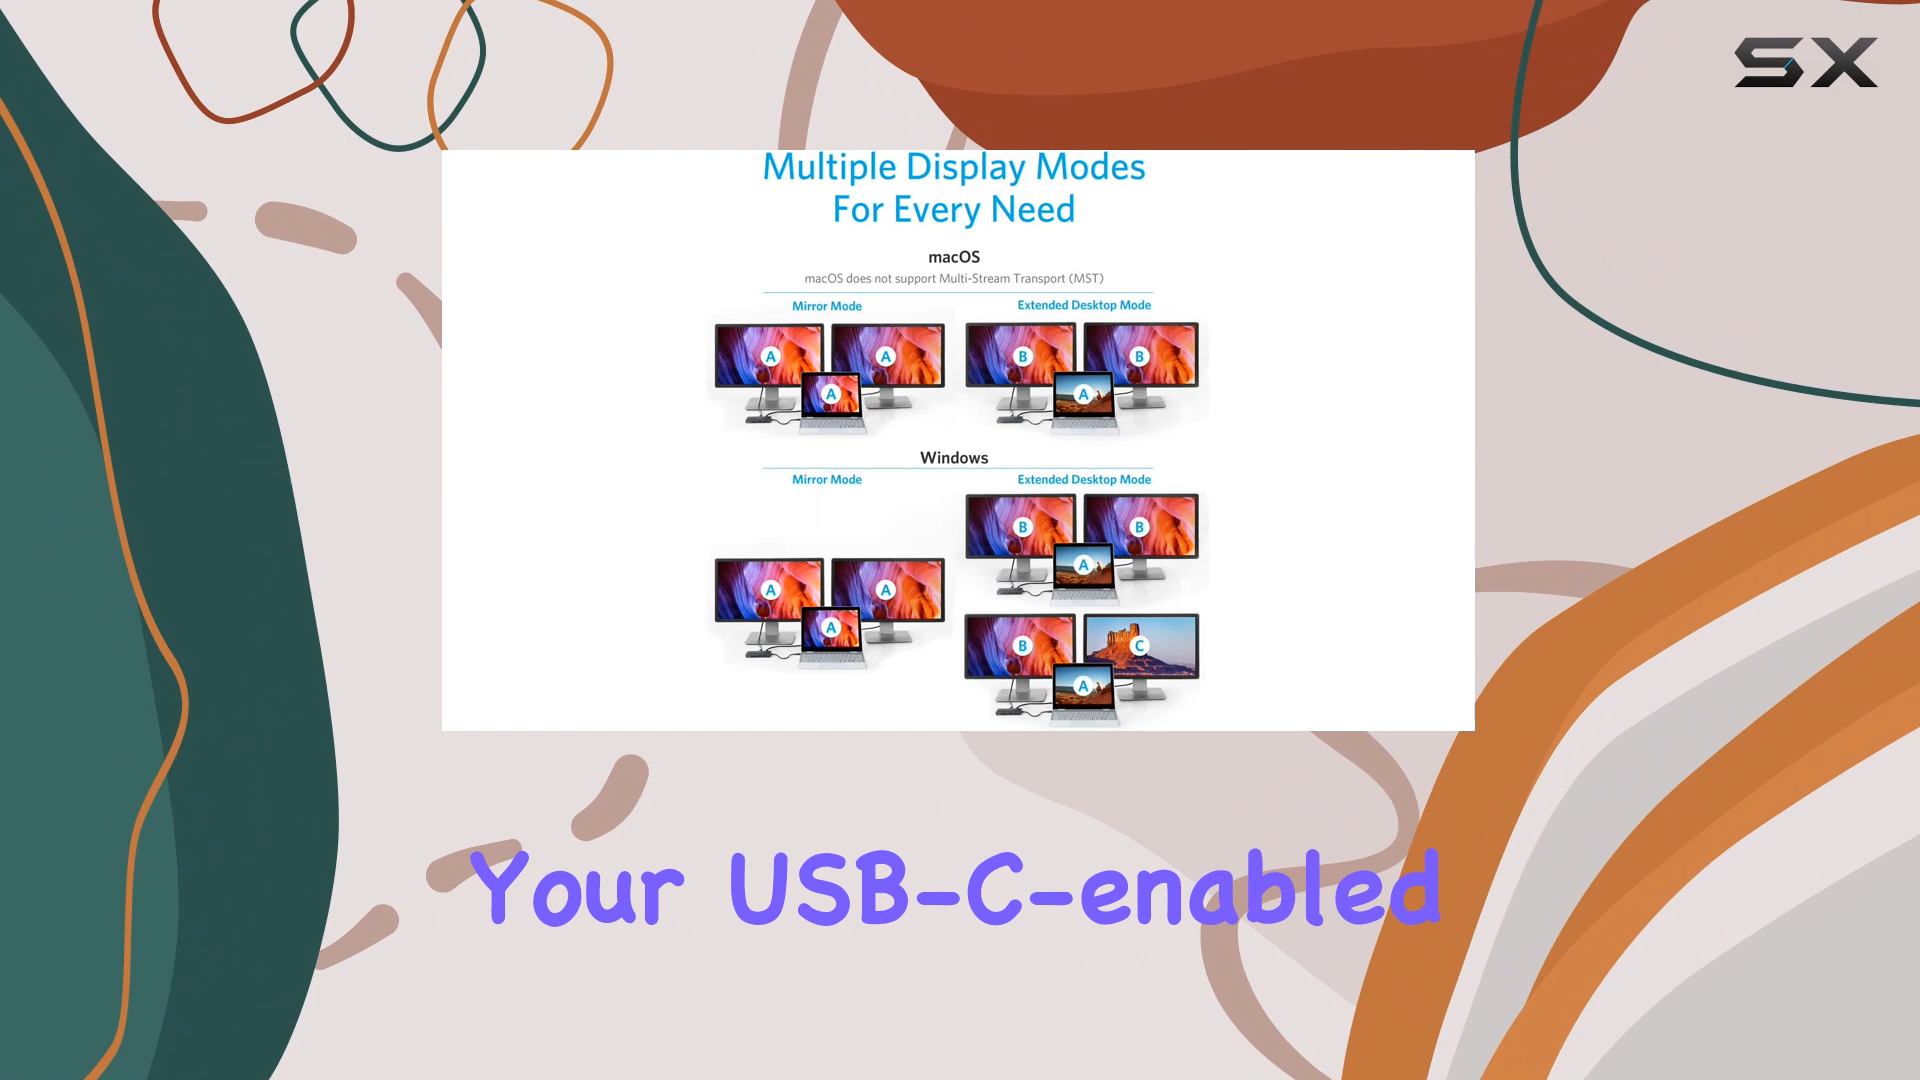 SX
Multiple Display Modes
For Every Need
macOS
macOS does not support Multi-Stream Transport (MST)
Mirror Mode Extended Desktop Mode
A A B B
A A
Windows
Mirror Mode Extended Desktop Mode
B B
A
A A
A
B C
A
Your USB-C-enabled